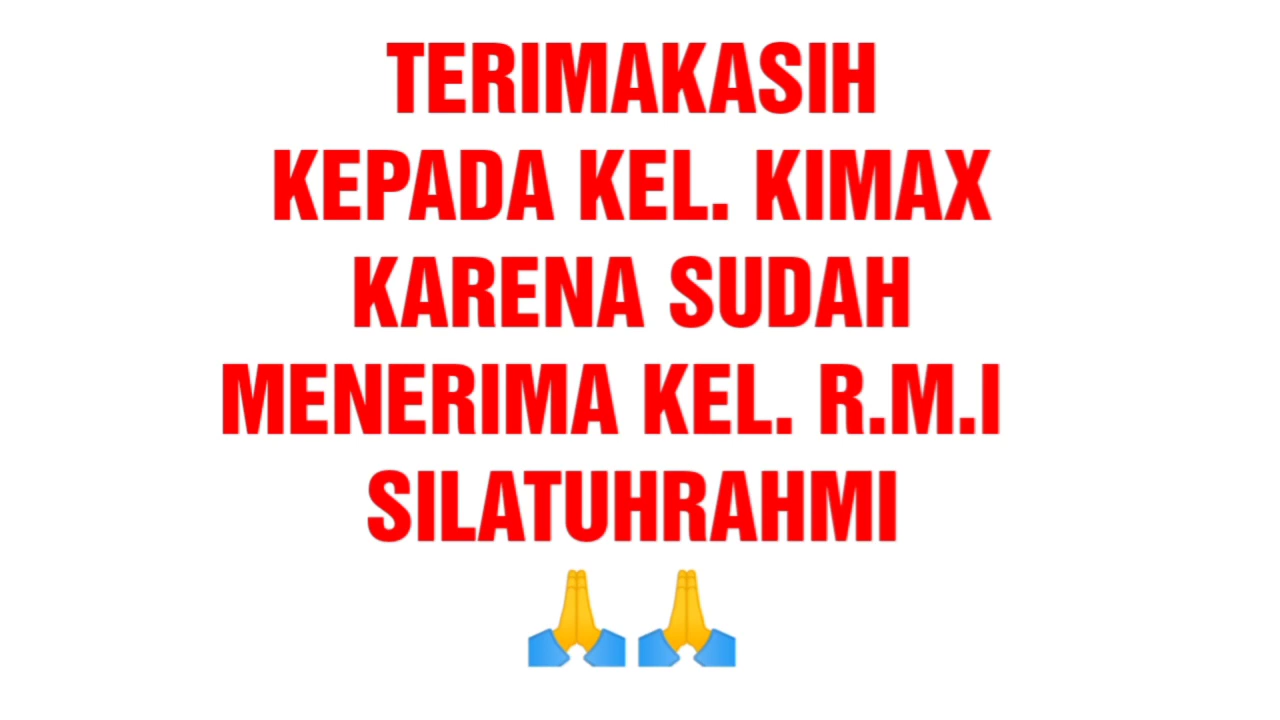 TERIMAKASIH
KEPADA KEL. KIMAX
KARENA SUDAH
MENERIMA KEL. R.M.I
SILATUHRAHMI
🙏🙏